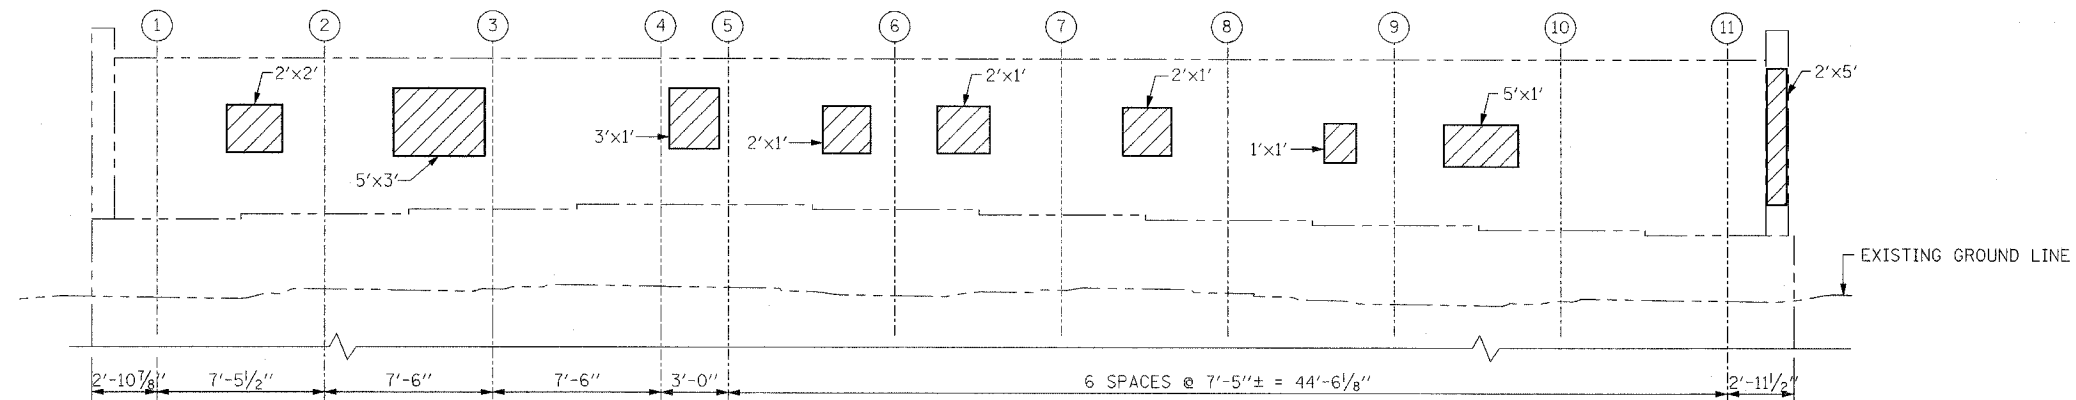 1 2 3 4 5 6 7 8 9 10 11
2'x2'
5'x3'
3'x1'
2'x1'
2'x1'
2'x1'
1'x1'
5'x1'
2'x5'
EXISTING GROUND LINE
2'-10⅞" 7'-5½" 7'-6" 7'-6" 3'-0" 6 SPACES @ 7'-5"± = 44'-6⅛" 2'-11½"